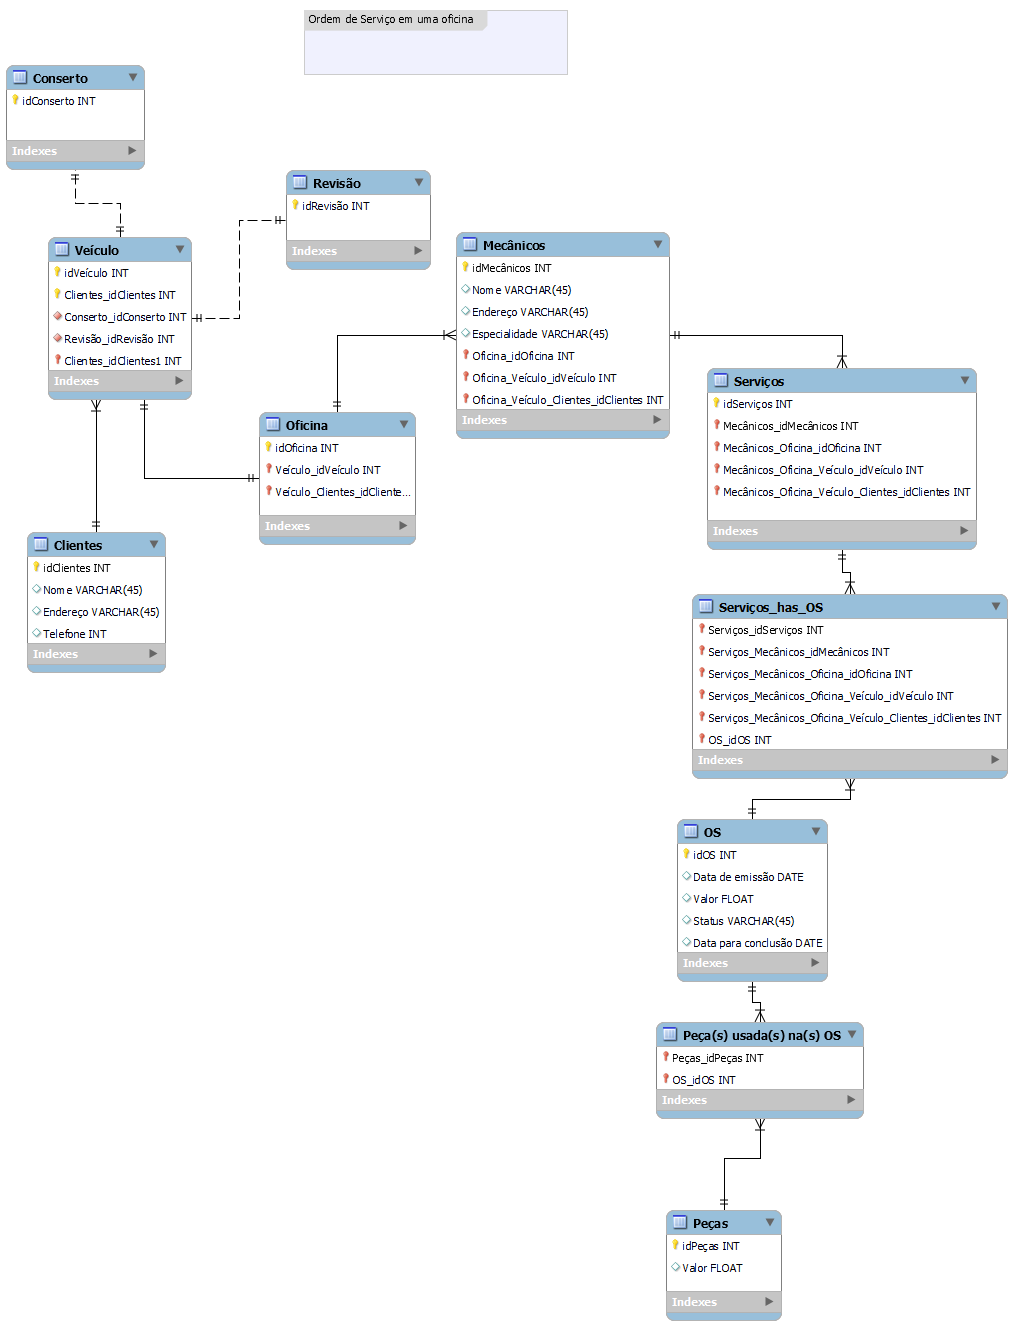 Ordem de Serviço em uma oficina
Conserto
idConserto INT
Indexes
Revisão
idRevisão INT
Indexes
Veículo
idVeículo INT
Clientes_idClientes INT
Conserto_idConserto INT
Revisão_idRevisão INT
Clientes_idClientes1 INT
Indexes
Mecânicos
idMecânicos INT
Nome VARCHAR(45)
Endereço VARCHAR(45)
Especialidade VARCHAR(45)
Oficina_idOficina INT
Oficina_Veículo_idVeículo INT
Oficina_Veículo_Clientes_idClientes INT
Indexes
Oficina
idOficina INT
Veículo_idVeículo INT
Veículo_Clientes_idCliente...
Indexes
Serviços
idServiços INT
Mecânicos_idMecânicos INT
Mecânicos_Oficina_idOficina INT
Mecânicos_Oficina_Veículo_idVeículo INT
Mecânicos_Oficina_Veículo_Clientes_idClientes INT
Indexes
Clientes
idClientes INT
Nome VARCHAR(45)
Endereço VARCHAR(45)
Telefone INT
Indexes
Serviços_has_OS
Serviços_idServiços INT
Serviços_Mecânicos_idMecânicos INT
Serviços_Mecânicos_Oficina_idOficina INT
Serviços_Mecânicos_Oficina_Veículo_idVeículo INT
Serviços_Mecânicos_Oficina_Veículo_Clientes_idClientes INT
OS_idOS INT
Indexes
OS
idOS INT
Data de emissão DATE
Valor FLOAT
Status VARCHAR(45)
Data para conclusão DATE
Indexes
Peça(s) usada(s) na(s) OS
Peças_idPeças INT
OS_idOS INT
Indexes
Peças
idPeças INT
Valor FLOAT
Indexes